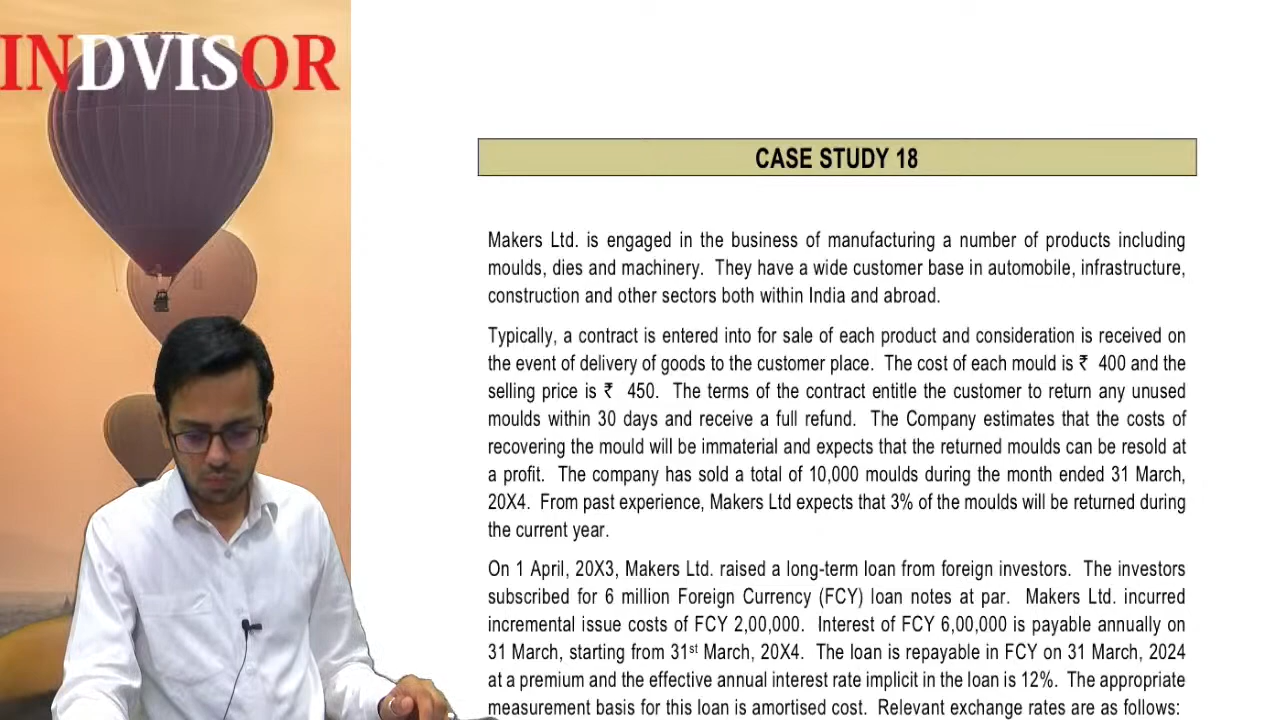 INDVISOR
CASE STUDY 18
Makers Ltd. is engaged in the business of manufacturing a number of products including
moulds, dies and machinery. They have a wide customer base in automobile, infrastructure,
construction and other sectors both within India and abroad.
Typically, a contract is entered into for sale of each product and consideration is received on
the event of delivery of goods to the customer place. The cost of each mould is ₹ 400 and the
selling price is ₹ 450. The terms of the contract entitle the customer to return any unused
moulds within 30 days and receive a full refund. The Company estimates that the costs of
recovering the mould will be immaterial and expects that the returned moulds can be resold at
a profit. The company has sold a total of 10,000 moulds during the month ended 31 March,
20X4. From past experience, Makers Ltd expects that 3% of the moulds will be returned during
the current year.
On 1 April, 20X3, Makers Ltd. raised a long-term loan from foreign investors. The investors
subscribed for 6 million Foreign Currency (FCY) loan notes at par. Makers Ltd. incurred
incremental issue costs of FCY 2,00,000. Interest of FCY 6,00,000 is payable annually on
31 March, starting from 31st March, 20X4. The loan is repayable in FCY on 31 March, 2024
at a premium and the effective annual interest rate implicit in the loan is 12%. The appropriate
measurement basis for this loan is amortised cost. Relevant exchange rates are as follows: